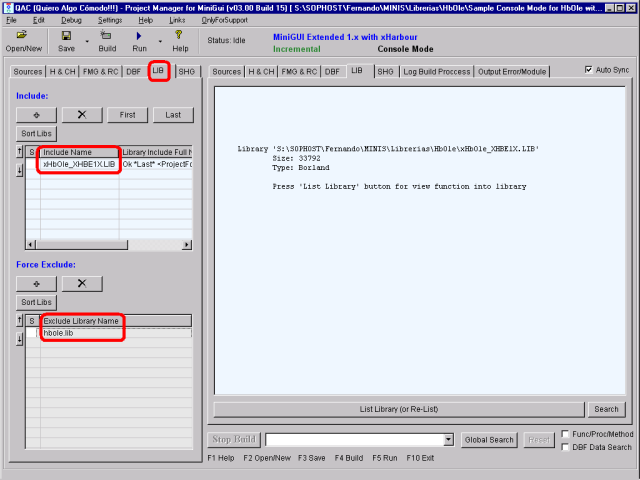 QAC (Quiero Algo Cómodo!!!) - Project Manager for MiniGui [v03.00 Build 15] [ S:\SOPHOST\Fernando\MINIS\Librerias\HbOle\Sample Console Mode for HbOle wit...
File Edit Debug Settings Help Links OnlyForSupport
Open/New Save Build Run Help
Status: Idle
MiniGUI Extended 1.x with xHarbour
Incremental Console Mode
Sources H & CH FMG & RC DBF LIB SHG
Sources H & CH FMG & RC DBF LIB SHG Log Build Proccess Output Error/Module Auto Sync
Include:
First Last
Sort Libs
S Include Name Library Include Full N
xHbOle_XHBE1X.LIB Ok *Last* <ProjectFo
Force Exclude:
Sort Libs
S Exclude Library Name
hbole.lib
Library 'S:\SOPHOST\Fernando\MINIS\Librerias\HbOle\xHbOle_XHBE1X.LIB'
Size: 33792
Type: Borland
Press 'List Library' button for view function into library
List Library (or Re-List) Search
Stop Build Global Search Reset Func/Proc/Method
DBF Data Search
F1 Help F2 Open/New F3 Save F4 Build F5 Run F10 Exit